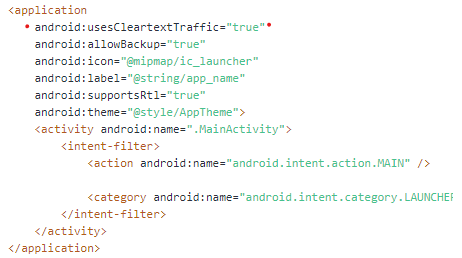 <application
android:usesCleartextTraffic="true"
android:allowBackup="true"
android:icon="@mipmap/ic_launcher"
android:label="@string/app_name"
android:supportsRtl="true"
android:theme="@style/AppTheme">
<activity android:name=".MainActivity">
<intent-filter>
<action android:name="android.intent.action.MAIN" />
<category android:name="android.intent.category.LAUNCHER
</intent-filter>
</activity>
</application>